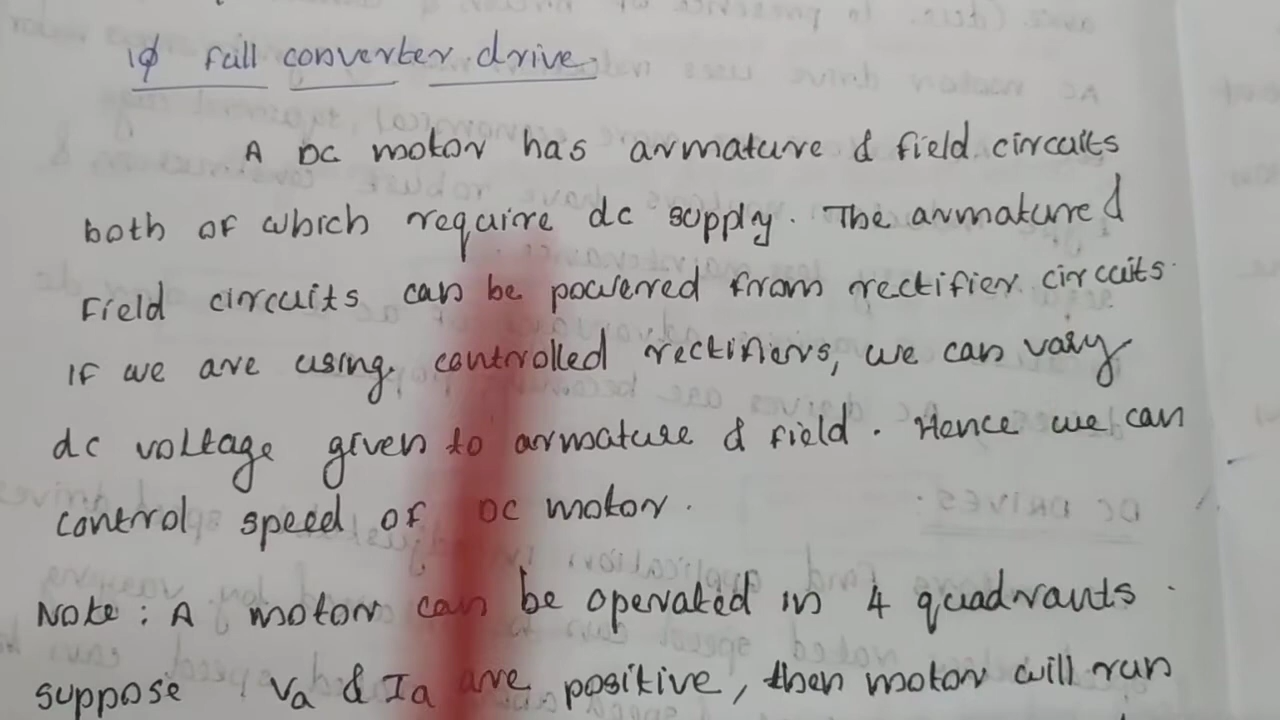 1φ full converter drive.
A DC motor has armature & field circuits
both of which require dc supply. The armature &
Field circuits can be powered from rectifier circuits.
If we are using controlled rectifiers, we can vary
dc voltage given to armature & field. Hence we can
control speed of DC motor.
Note: A motor can be operated in 4 quadrants.
suppose Va & Ia are positive, then motor will run